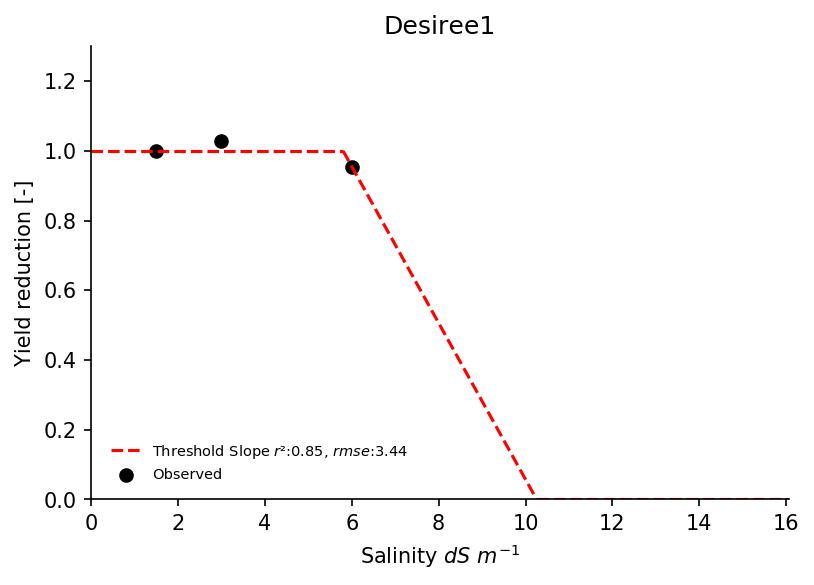 Desiree1
Yield reduction [-]
1.2
1.0
0.8
0.6
0.4
0.2
0.0
Threshold Slope r²:0.85, rmse:3.44
Observed
0 2 4 6 8 10 12 14 16
Salinity dS m⁻¹